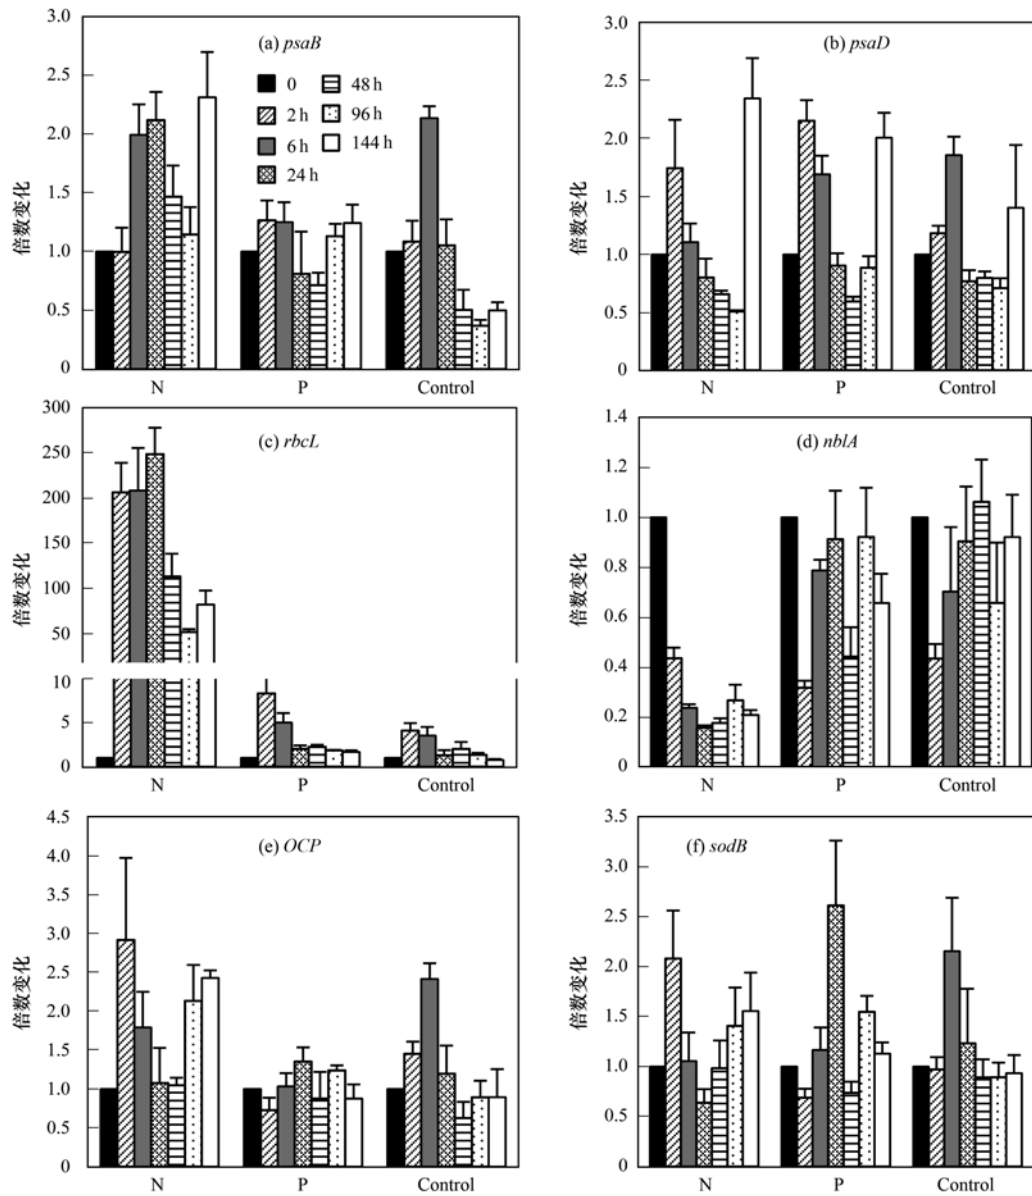 (a) psaB
0
2 h
6 h
24 h
48 h
96 h
144 h
3.0
2.5
2.0
1.5
1.0
0.5
0
倍数变化
N P Control
(b) psaD
3.0
2.5
2.0
1.5
1.0
0.5
0
倍数变化
N P Control
(c) rbcL
300
250
200
150
100
50
10
5
0
倍数变化
N P Control
(d) nblA
1.4
1.2
1.0
0.8
0.6
0.4
0.2
0
倍数变化
N P Control
(e) OCP
4.5
4.0
3.5
3.0
2.5
2.0
1.5
1.0
0.5
0
倍数变化
N P Control
(f) sodB
3.5
3.0
2.5
2.0
1.5
1.0
0.5
0
倍数变化
N P Control